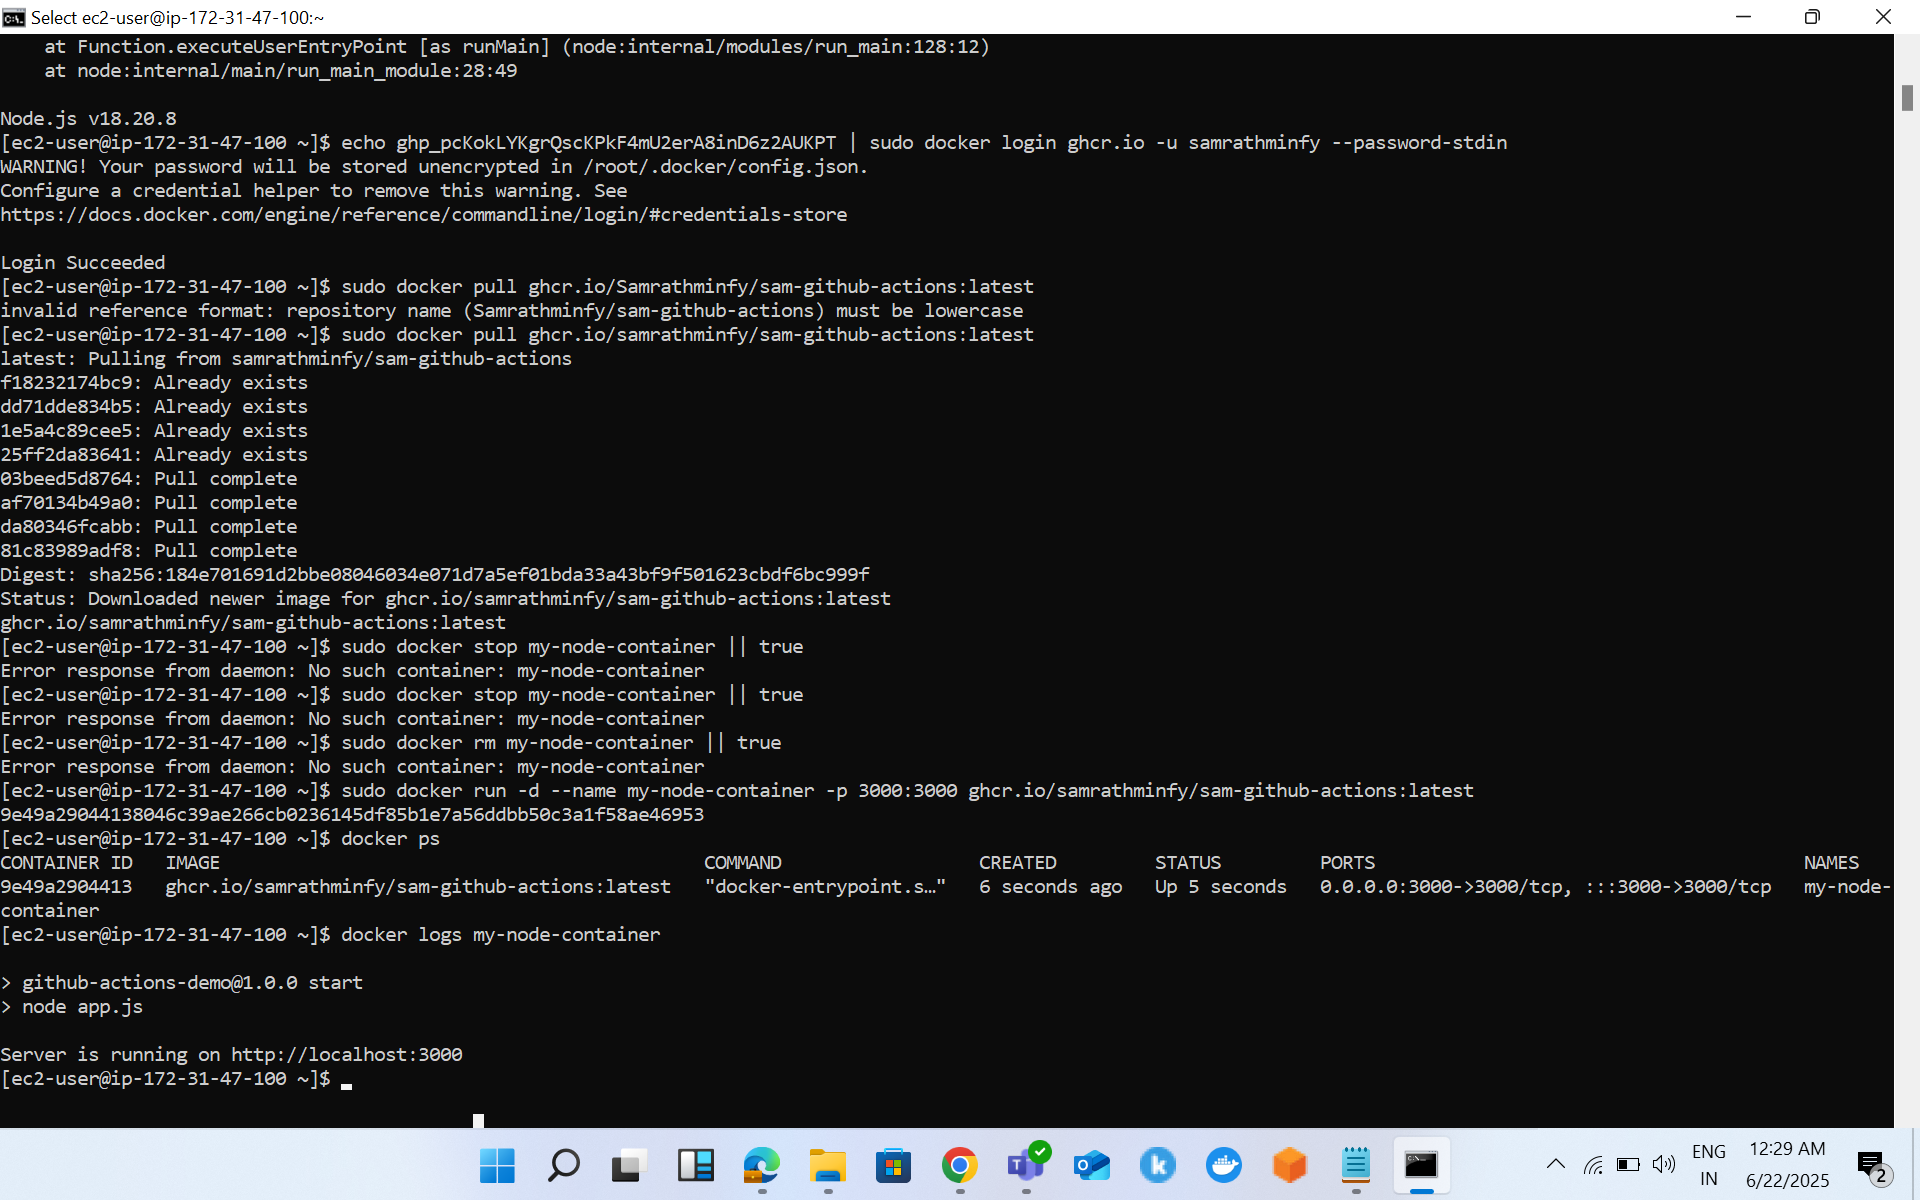 Select ec2-user@ip-172-31-47-100:~
    at Function.executeUserEntryPoint [as runMain] (node:internal/modules/run_main:128:12)
    at node:internal/main/run_main_module:28:49
Node.js v18.20.8
[ec2-user@ip-172-31-47-100 ~]$ echo 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 | sudo docker login ghcr.io -u samrathminfy --password-stdin
WARNING! Your password will be stored unencrypted in /root/.docker/config.json.
Configure a credential helper to remove this warning. See
https://docs.docker.com/engine/reference/commandline/login/#credentials-store
Login Succeeded
[ec2-user@ip-172-31-47-100 ~]$ sudo docker pull ghcr.io/Samrathminfy/sam-github-actions:latest
invalid reference format: repository name (Samrathminfy/sam-github-actions) must be lowercase
[ec2-user@ip-172-31-47-100 ~]$ sudo docker pull ghcr.io/samrathminfy/sam-github-actions:latest
latest: Pulling from samrathminfy/sam-github-actions
f18232174bc9: Already exists
dd71dde834b5: Already exists
1e5a4c89cee5: Already exists
25ff2da83641: Already exists
03beed5d8764: Pull complete
af70134b49a0: Pull complete
da80346fcabb: Pull complete
81c83989adf8: Pull complete
Digest: sha256:184e701691d2bbe08046034e071d7a5ef01bda33a43bf9f501623cbdf6bc999f
Status: Downloaded newer image for ghcr.io/samrathminfy/sam-github-actions:latest
ghcr.io/samrathminfy/sam-github-actions:latest
[ec2-user@ip-172-31-47-100 ~]$ sudo docker stop my-node-container || true
Error response from daemon: No such container: my-node-container
[ec2-user@ip-172-31-47-100 ~]$ sudo docker stop my-node-container || true
Error response from daemon: No such container: my-node-container
[ec2-user@ip-172-31-47-100 ~]$ sudo docker rm my-node-container || true
Error response from daemon: No such container: my-node-container
[ec2-user@ip-172-31-47-100 ~]$ sudo docker run -d --name my-node-container -p 3000:3000 ghcr.io/samrathminfy/sam-github-actions:latest
9e49a29044138046c39ae266cb0236145df85b1e7a56ddbb50c3a1f58ae46953
[ec2-user@ip-172-31-47-100 ~]$ docker ps
CONTAINER ID   IMAGE                                            COMMAND                  CREATED         STATUS         PORTS                                       NAMES
9e49a2904413   ghcr.io/samrathminfy/sam-github-actions:latest   "docker-entrypoint.s…"   6 seconds ago   Up 5 seconds   0.0.0.0:3000->3000/tcp, :::3000->3000/tcp   my-node-
container
[ec2-user@ip-172-31-47-100 ~]$ docker logs my-node-container
> github-actions-demo@1.0.0 start
> node app.js
Server is running on http://localhost:3000
[ec2-user@ip-172-31-47-100 ~]$
ENG
IN
12:29 AM
6/22/2025
2